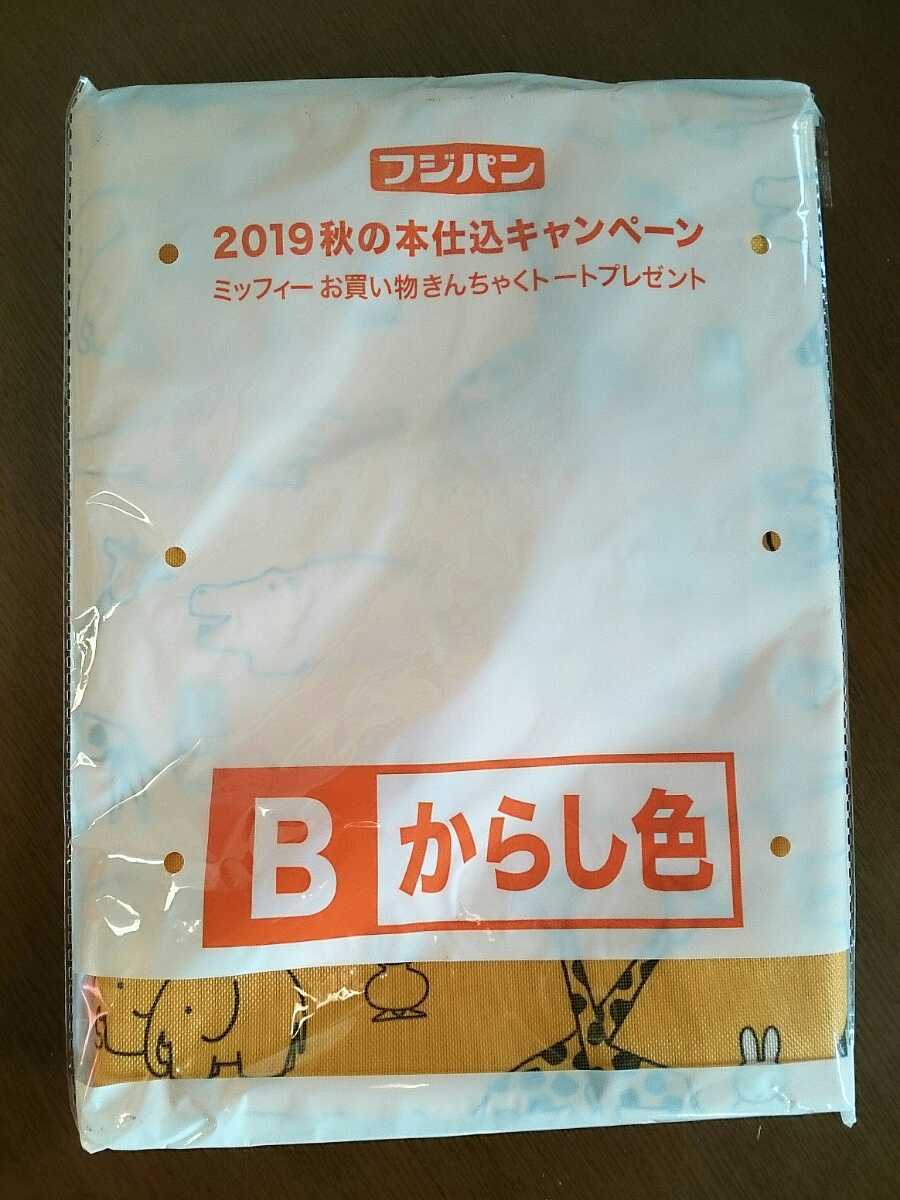 フジパン
2019秋の本仕込キャンペーン
ミッフィーお買い物きんちゃくトートプレゼント
B からし色